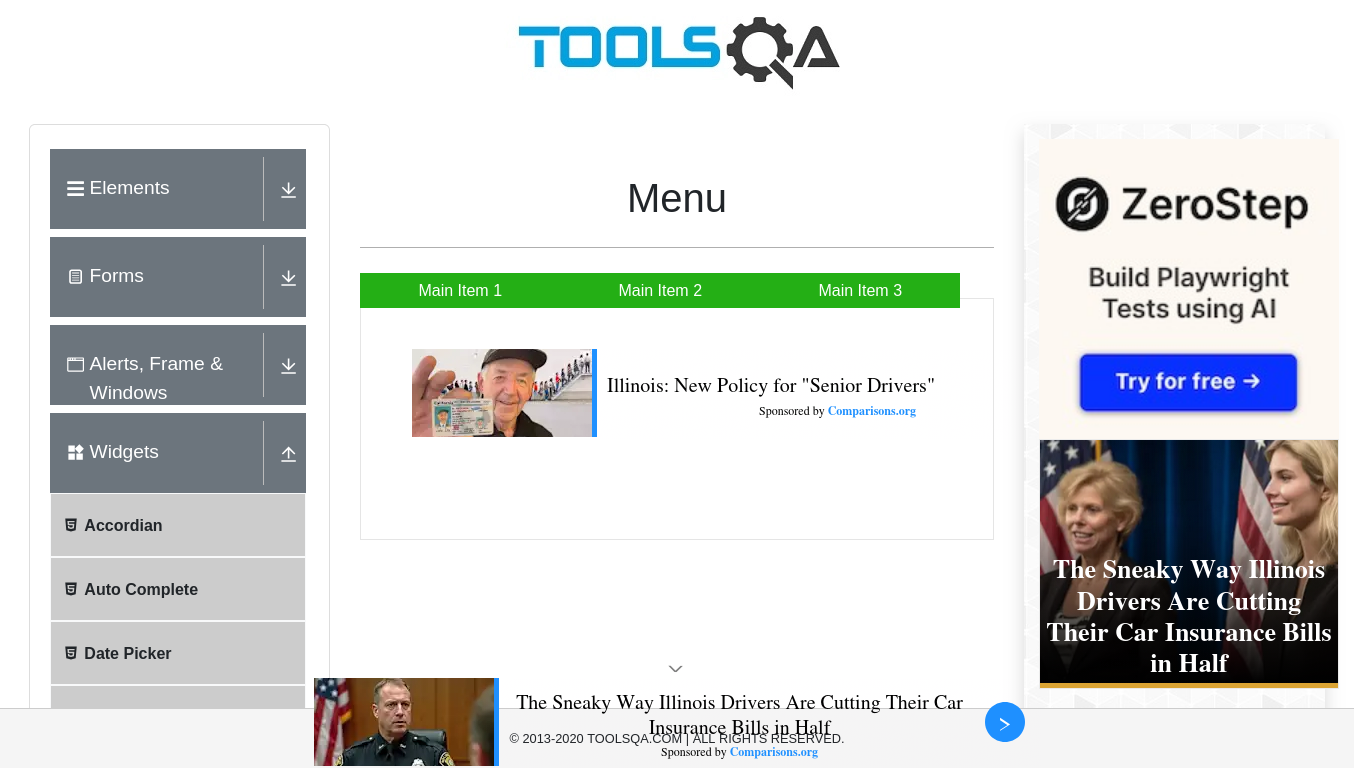 TOOLSQA
Elements
Forms
Alerts, Frame &
Windows
Widgets
Accordian
Auto Complete
Date Picker
Menu
Main Item 1
Main Item 2
Main Item 3
Illinois: New Policy for "Senior Drivers"
Sponsored by Comparisons.org
ZeroStep
Build Playwright
Tests using AI
Try for free →
The Sneaky Way Illinois
Drivers Are Cutting
Their Car Insurance Bills
in Half
The Sneaky Way Illinois Drivers Are Cutting Their Car
Insurance Bills in Half
© 2013-2020 TOOLSQA.COM | ALL RIGHTS RESERVED.
Sponsored by Comparisons.org